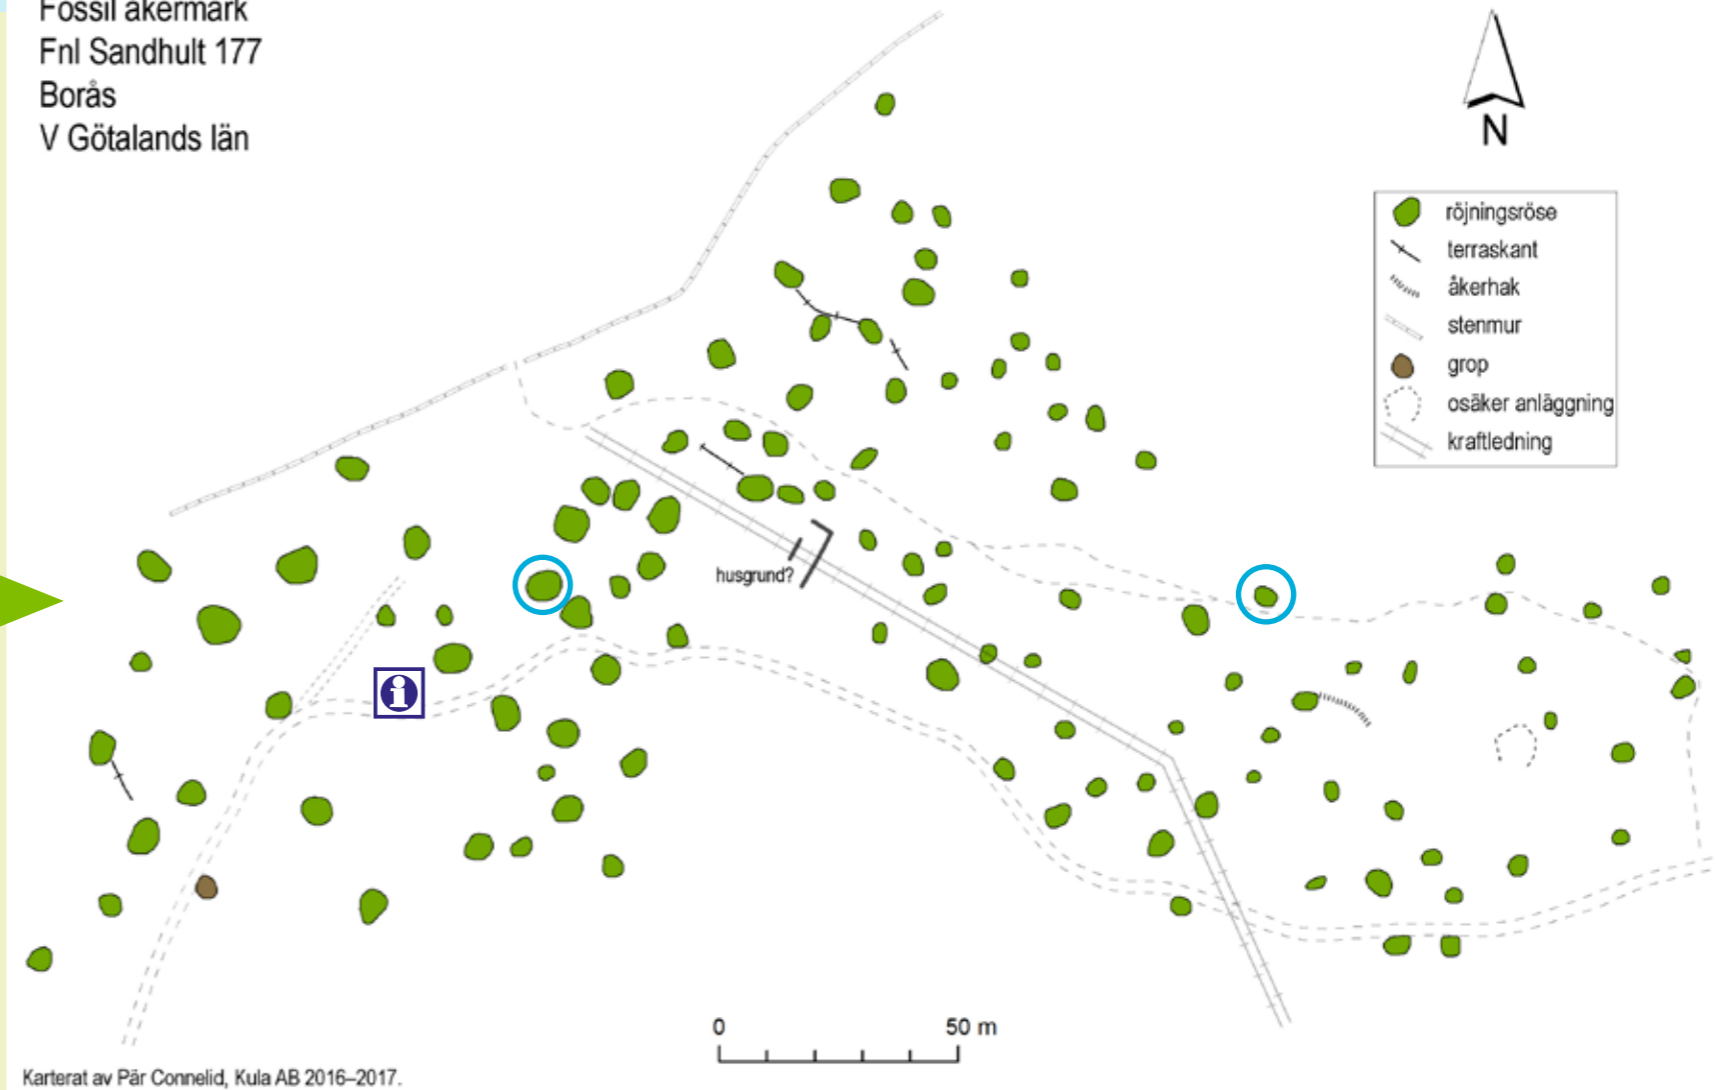 Fossil åkermark
Fnl Sandhult 177
Borås
V Götalands län
N
röjningsröse
terraskant
åkerhak
stenmur
grop
osäker anläggning
kraftledning
husgrund?
i
0 50 m
Karterat av Pär Connelid, Kula AB 2016–2017.